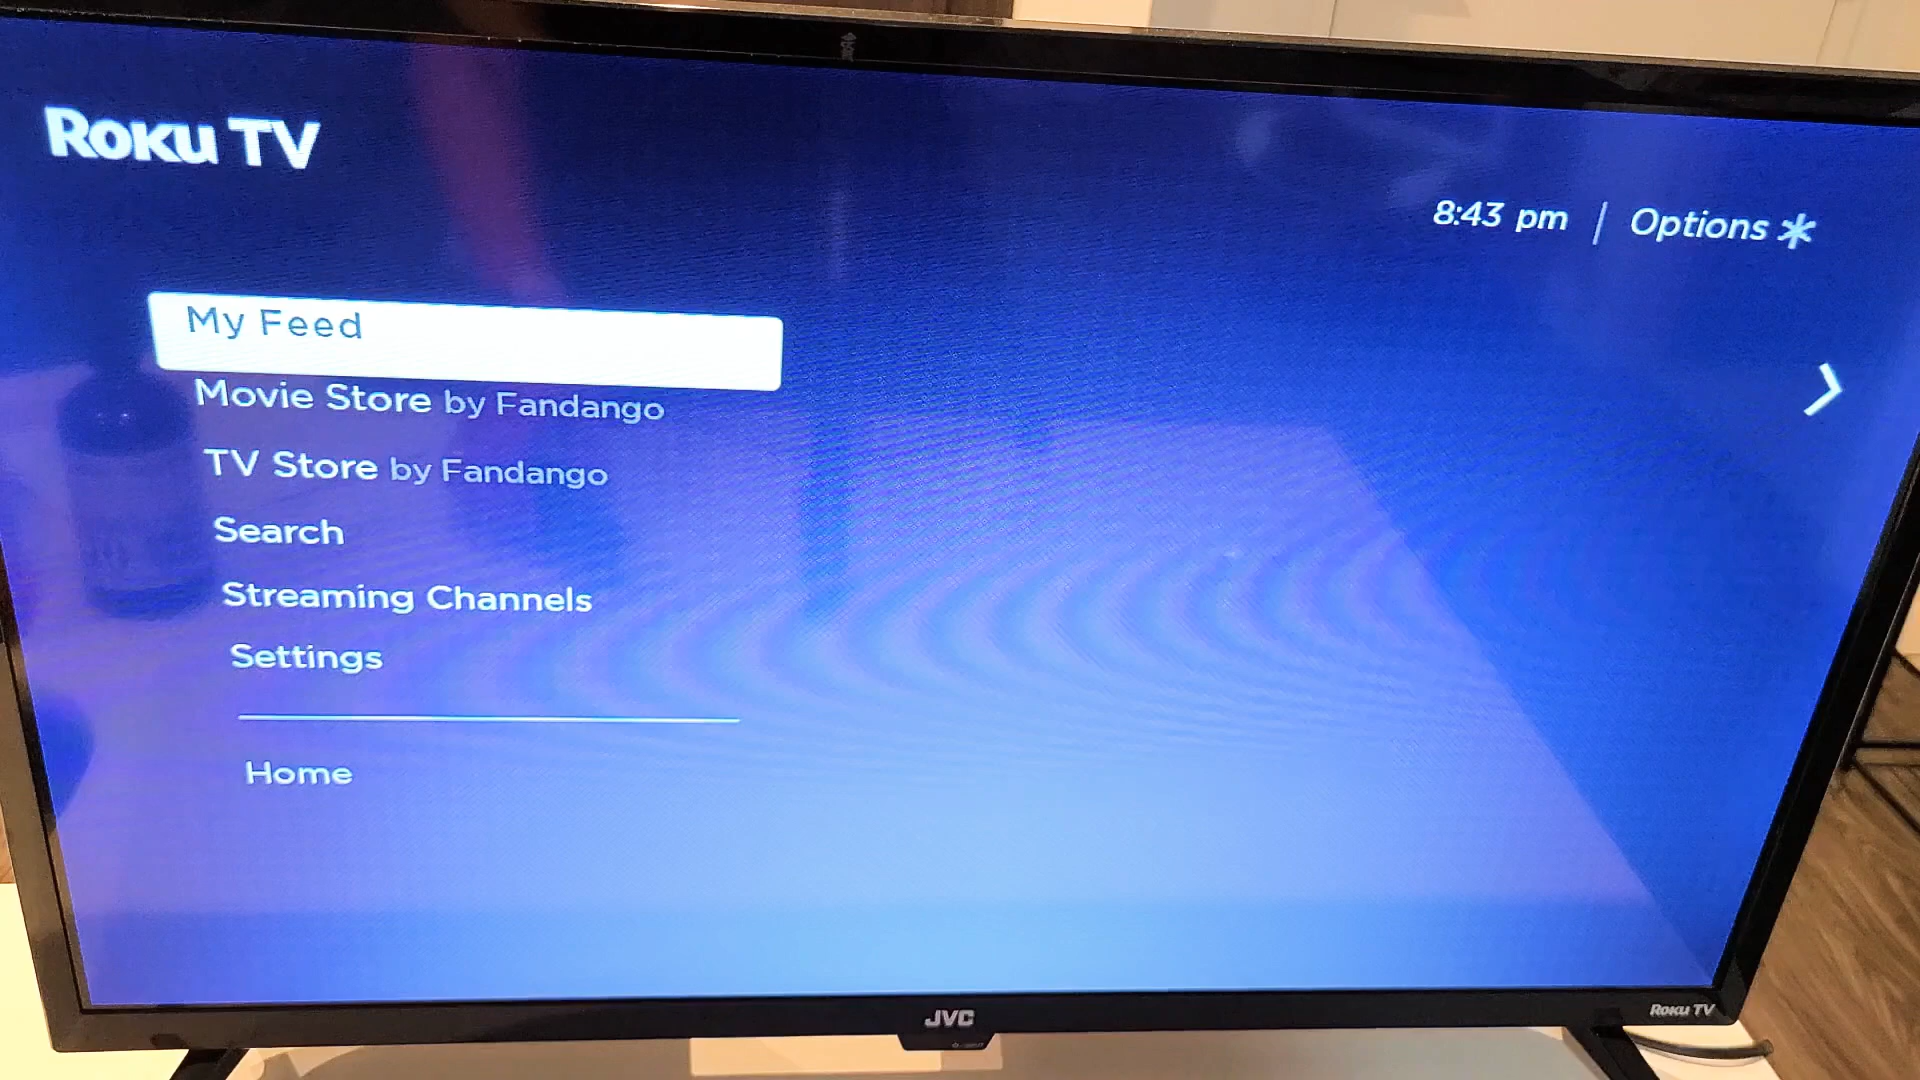 Roku TV
8:43 pm | Options *
My Feed
Movie Store by Fandango
TV Store by Fandango
Search
Streaming Channels
Settings
Home
JVC
Roku TV